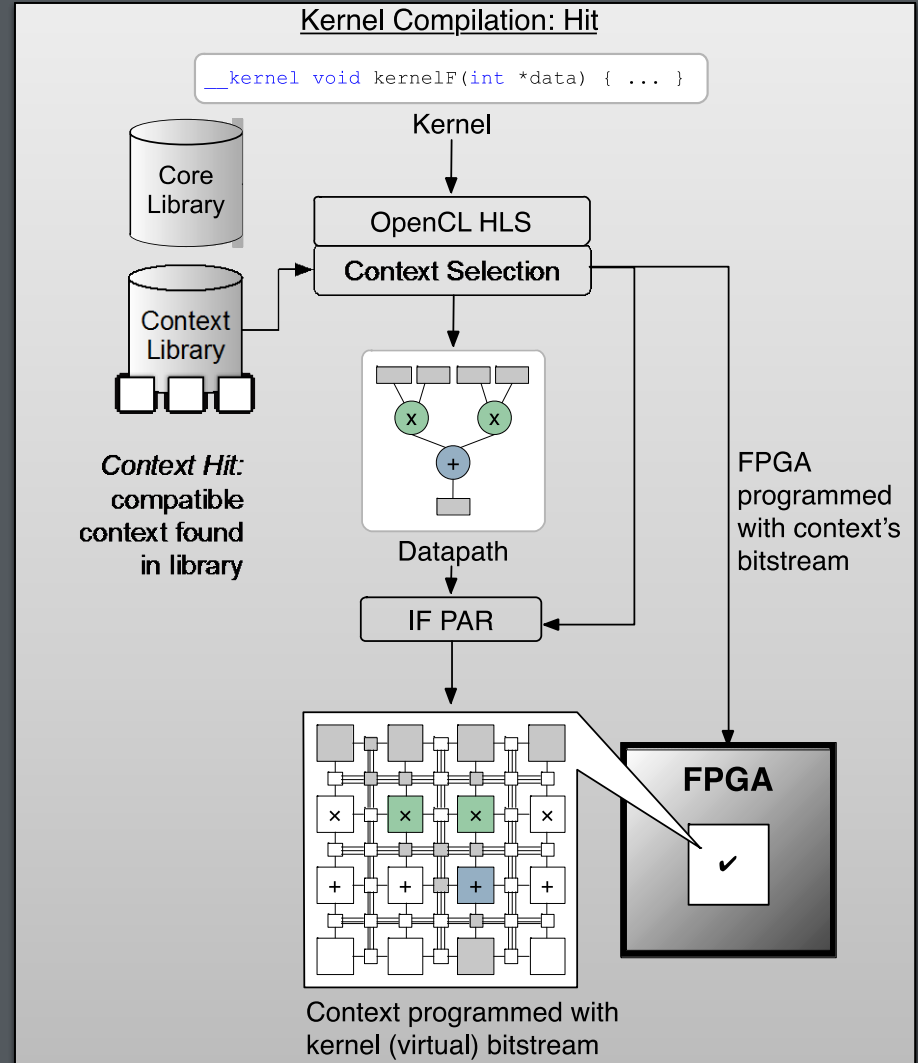 Kernel Compilation: Hit
__kernel void kernelF(int *data) { ... }
Kernel
Core
Library
OpenCL HLS
Context Selection
Context
Library
x
x
+
Context Hit:
compatible
context found
in library
FPGA
programmed
with context's
bitstream
Datapath
IF PAR
FPGA
✔
× × × ×
+ + + +
Context programmed with
kernel (virtual) bitstream